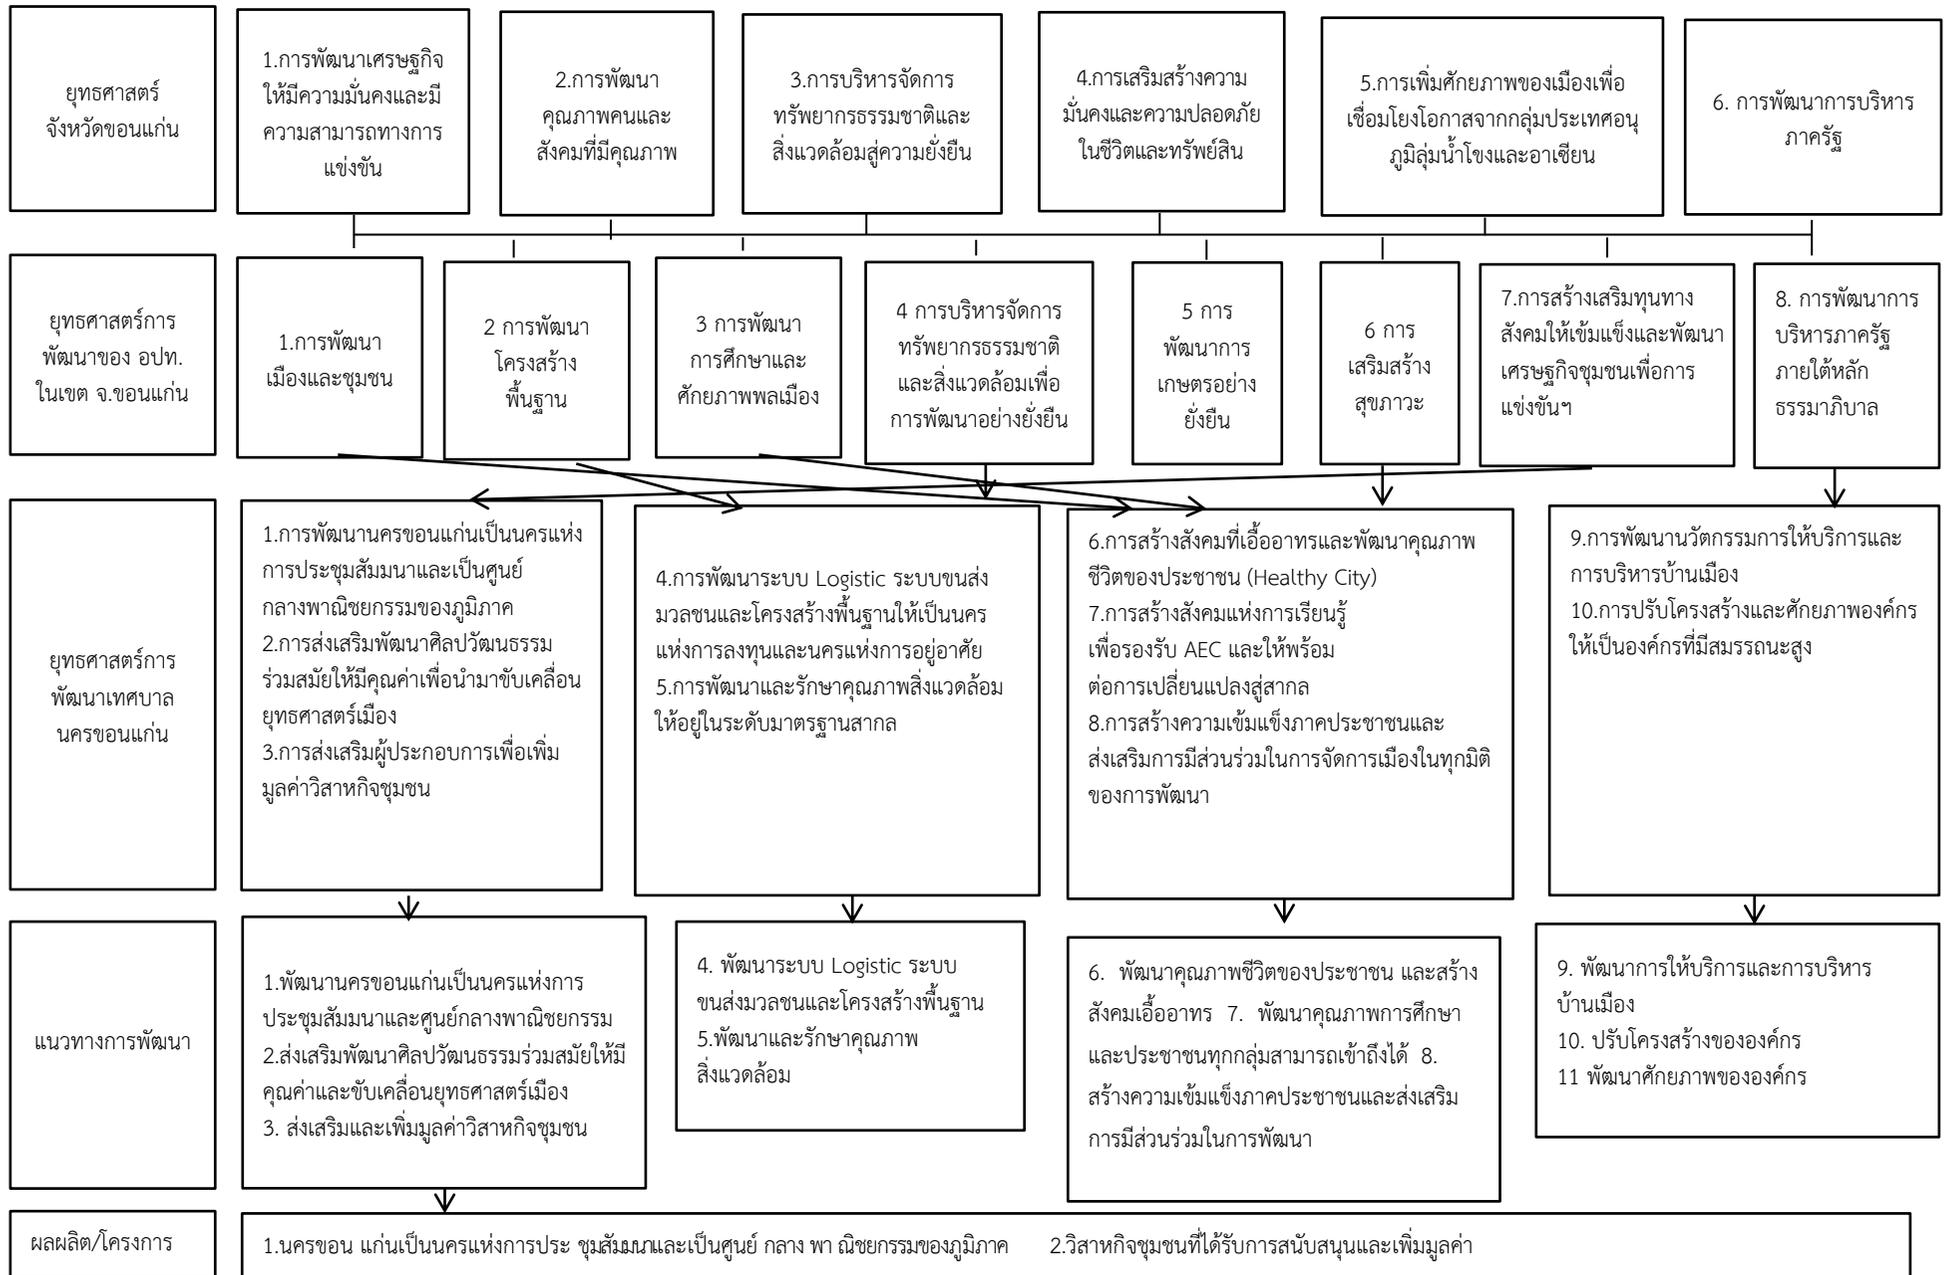 ยุทธศาสตร์
จังหวัดขอนแก่น
1.การพัฒนาเศรษฐกิจ
ให้มีความมั่นคงและมี
ความสามารถทางการ
แข่งขัน
2.การพัฒนา
คุณภาพคนและ
สังคมที่มีคุณภาพ
3.การบริหารจัดการ
ทรัพยากรธรรมชาติและ
สิ่งแวดล้อมสู่ความยั่งยืน
4.การเสริมสร้างความ
มั่นคงและความปลอดภัย
ในชีวิตและทรัพย์สิน
5.การเพิ่มศักยภาพของเมืองเพื่อ
เชื่อมโยงโอกาสจากกลุ่มประเทศอนุ
ภูมิลุ่มน้ำโขงและอาเซียน
6. การพัฒนาการบริหาร
ภาครัฐ
ยุทธศาสตร์การ
พัฒนาของ อปท.
ในเขต จ.ขอนแก่น
1.การพัฒนา
เมืองและชุมชน
2 การพัฒนา
โครงสร้าง
พื้นฐาน
3 การพัฒนา
การศึกษาและ
ศักยภาพพลเมือง
4 การบริหารจัดการ
ทรัพยากรธรรมชาติ
และสิ่งแวดล้อมเพื่อ
การพัฒนาอย่างยั่งยืน
5 การ
พัฒนาการ
เกษตรอย่าง
ยั่งยืน
6 การ
เสริมสร้าง
สุขภาวะ
7.การสร้างเสริมทุนทาง
สังคมให้เข้มแข็งและพัฒนา
เศรษฐกิจชุมชนเพื่อการ
แข่งขันฯ
8. การพัฒนาการ
บริหารภาครัฐ
ภายใต้หลัก
ธรรมาภิบาล
ยุทธศาสตร์การ
พัฒนาเทศบาล
นครขอนแก่น
1.การพัฒนานครขอนแก่นเป็นนครแห่ง
การประชุมสัมมนาและเป็นศูนย์
กลางพาณิชยกรรมของภูมิภาค
2.การส่งเสริมพัฒนาศิลปวัฒนธรรม
ร่วมสมัยให้มีคุณค่าเพื่อนำมาขับเคลื่อน
ยุทธศาสตร์เมือง
3.การส่งเสริมผู้ประกอบการเพื่อเพิ่ม
มูลค่าวิสาหกิจชุมชน
4.การพัฒนาระบบ Logistic ระบบขนส่ง
มวลชนและโครงสร้างพื้นฐานให้เป็นนคร
แห่งการลงทุนและนครแห่งการอยู่อาศัย
5.การพัฒนาและรักษาคุณภาพสิ่งแวดล้อม
ให้อยู่ในระดับมาตรฐานสากล
6.การสร้างสังคมที่เอื้ออาทรและพัฒนาคุณภาพ
ชีวิตของประชาชน (Healthy City)
7.การสร้างสังคมแห่งการเรียนรู้
เพื่อรองรับ AEC และให้พร้อม
ต่อการเปลี่ยนแปลงสู่สากล
8.การสร้างความเข้มแข็งภาคประชาชนและ
ส่งเสริมการมีส่วนร่วมในการจัดการเมืองในทุกมิติ
ของการพัฒนา
9.การพัฒนานวัตกรรมการให้บริการและ
การบริหารบ้านเมือง
10.การปรับโครงสร้างและศักยภาพองค์กร
ให้เป็นองค์กรที่มีสมรรถนะสูง
แนวทางการพัฒนา
1.พัฒนานครขอนแก่นเป็นนครแห่งการ
ประชุมสัมมนาและศูนย์กลางพาณิชยกรรม
2.ส่งเสริมพัฒนาศิลปวัฒนธรรมร่วมสมัยให้มี
คุณค่าและขับเคลื่อนยุทธศาสตร์เมือง
3. ส่งเสริมและเพิ่มมูลค่าวิสาหกิจชุมชน
4. พัฒนาระบบ Logistic ระบบ
ขนส่งมวลชนและโครงสร้างพื้นฐาน
5.พัฒนาและรักษาคุณภาพ
สิ่งแวดล้อม
6. พัฒนาคุณภาพชีวิตของประชาชน และสร้าง
สังคมเอื้ออาทร 7. พัฒนาคุณภาพการศึกษา
และประชาชนทุกกลุ่มสามารถเข้าถึงได้ 8.
สร้างความเข้มแข็งภาคประชาชนและส่งเสริม
การมีส่วนร่วมในการพัฒนา
9. พัฒนาการให้บริการและการบริหาร
บ้านเมือง
10. ปรับโครงสร้างขององค์กร
11 พัฒนาศักยภาพขององค์กร
ผลผลิต/โครงการ
1.นครขอน แก่นเป็นนครแห่งการประ ชุมสัมมนาและเป็นศูนย์ กลาง พา ณิชยกรรมของภูมิภาค 2.วิสาหกิจชุมชนที่ได้รับการสนับสนุนและเพิ่มมูลค่า